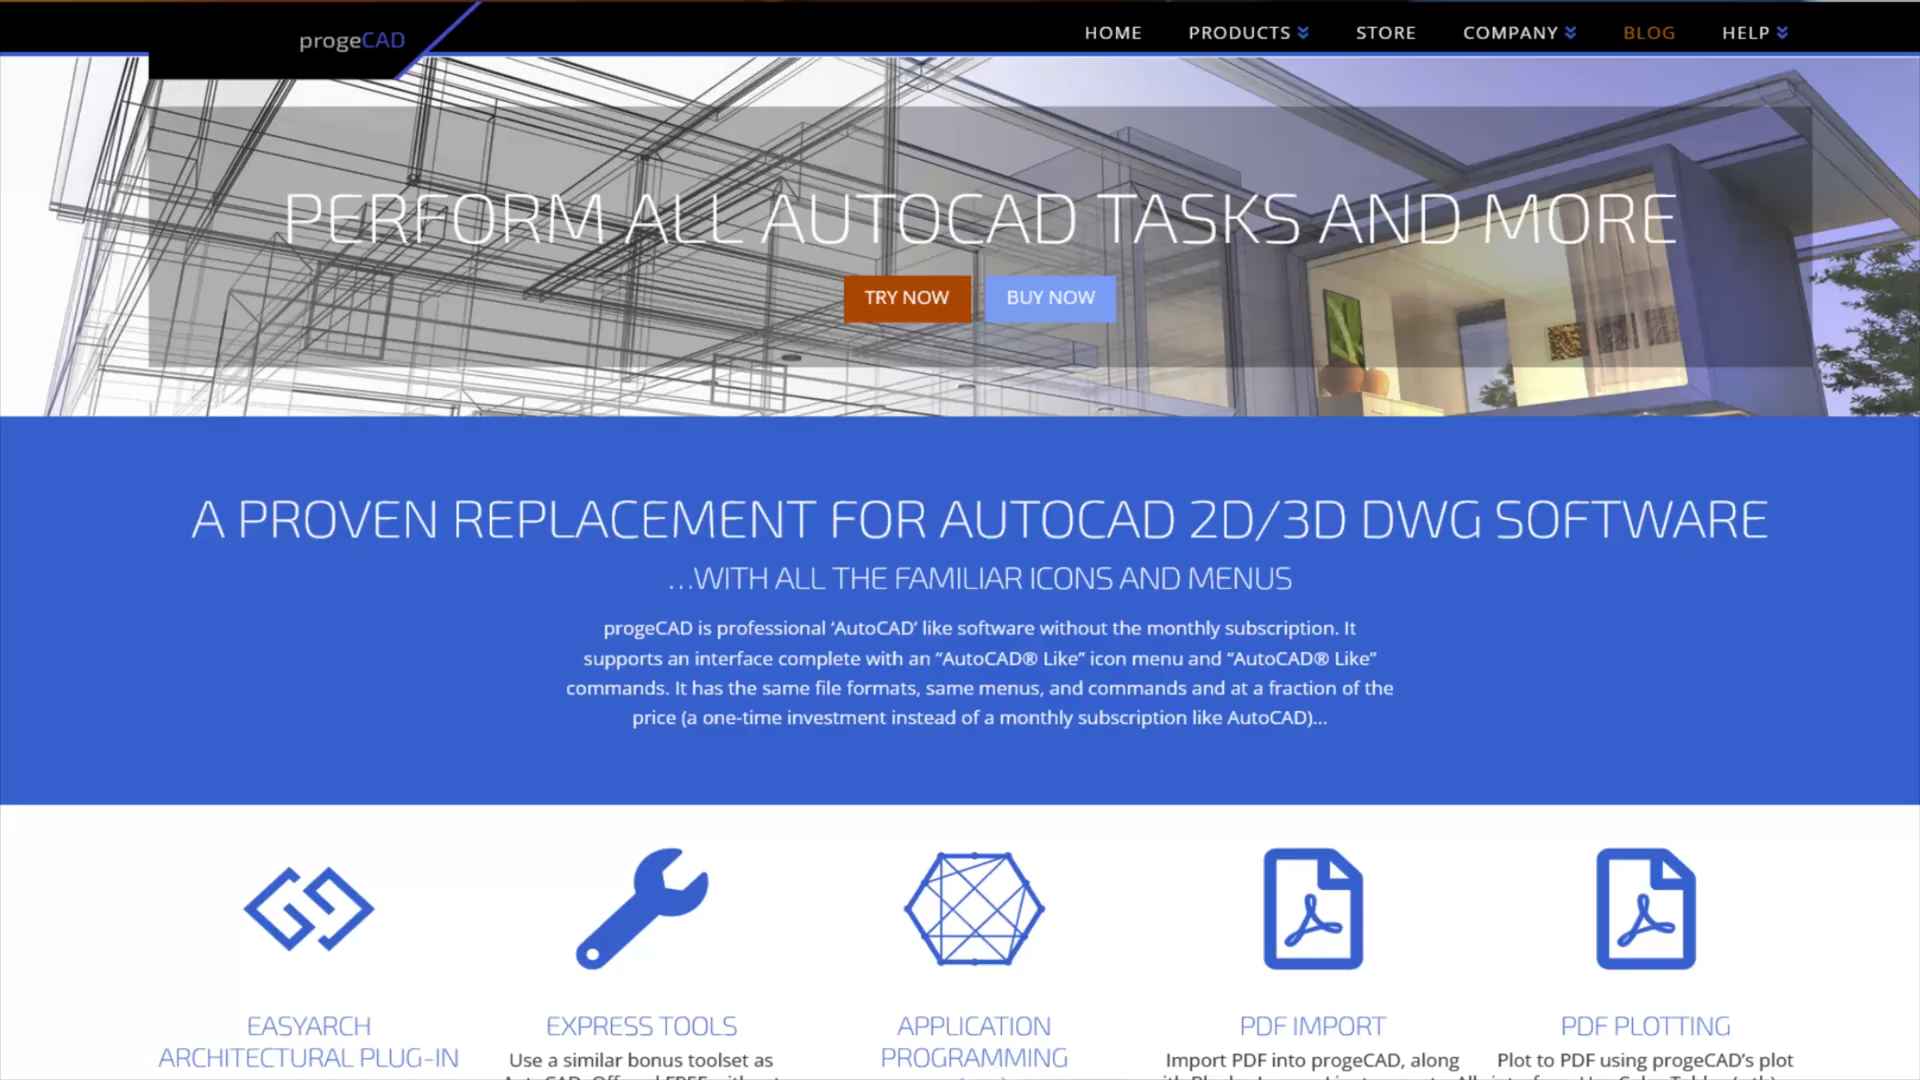 progeCAD
HOME
PRODUCTS
STORE
COMPANY
BLOG
HELP
PERFORM ALL AUTOCAD TASKS AND MORE
TRY NOW
BUY NOW
A PROVEN REPLACEMENT FOR AUTOCAD 2D/3D DWG SOFTWARE
...WITH ALL THE FAMILIAR ICONS AND MENUS
progeCAD is professional ‘AutoCAD’ like software without the monthly subscription. It
supports an interface complete with an “AutoCAD® Like” icon menu and “AutoCAD® Like”
commands. It has the same file formats, same menus, and commands and at a fraction of the
price (a one-time investment instead of a monthly subscription like AutoCAD)...
EASYARCH
ARCHITECTURAL PLUG-IN
EXPRESS TOOLS
Use a similar bonus toolset as
APPLICATION
PROGRAMMING
PDF IMPORT
Import PDF into progeCAD, along
PDF PLOTTING
Plot to PDF using progeCAD’s plot